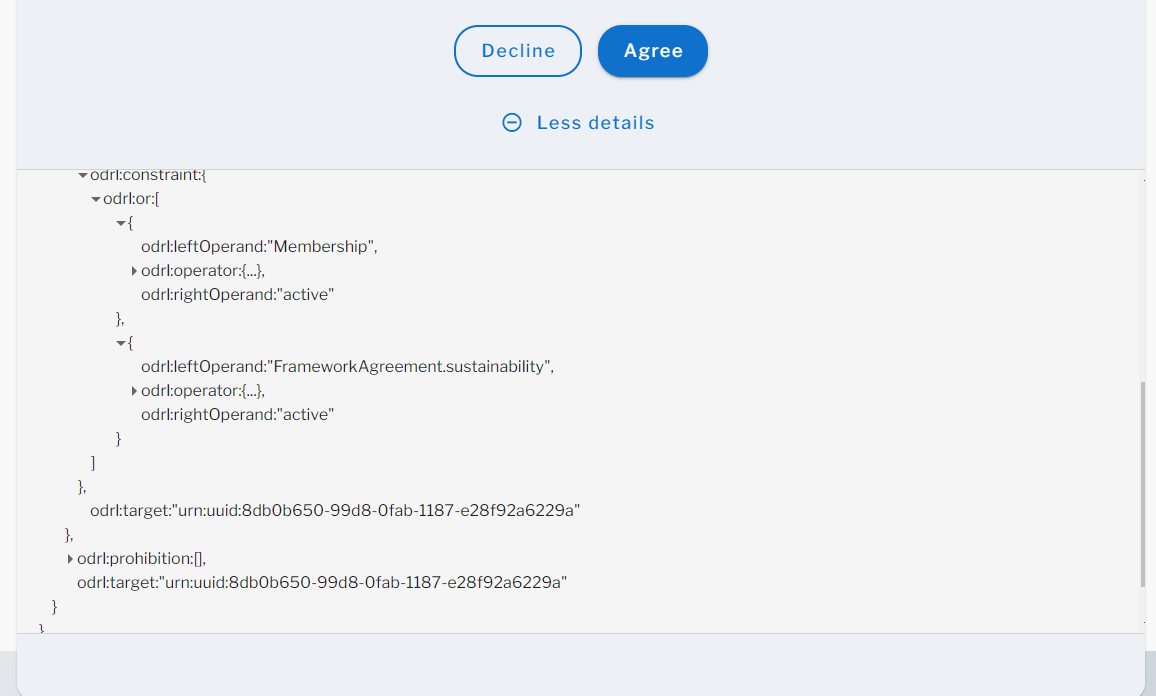 Decline Agree
Less details
odrl:constraint:{
odrl:or:[
{
odrl:leftOperand:"Membership",
odrl:operator:{...},
odrl:rightOperand:"active"
},
{
odrl:leftOperand:"FrameworkAgreement.sustainability",
odrl:operator:{...},
odrl:rightOperand:"active"
}
]
},
odrl:target:"urn:uuid:8db0b650-99d8-0fab-1187-e28f92a6229a"
},
odrl:prohibition:[],
odrl:target:"urn:uuid:8db0b650-99d8-0fab-1187-e28f92a6229a"
}
}